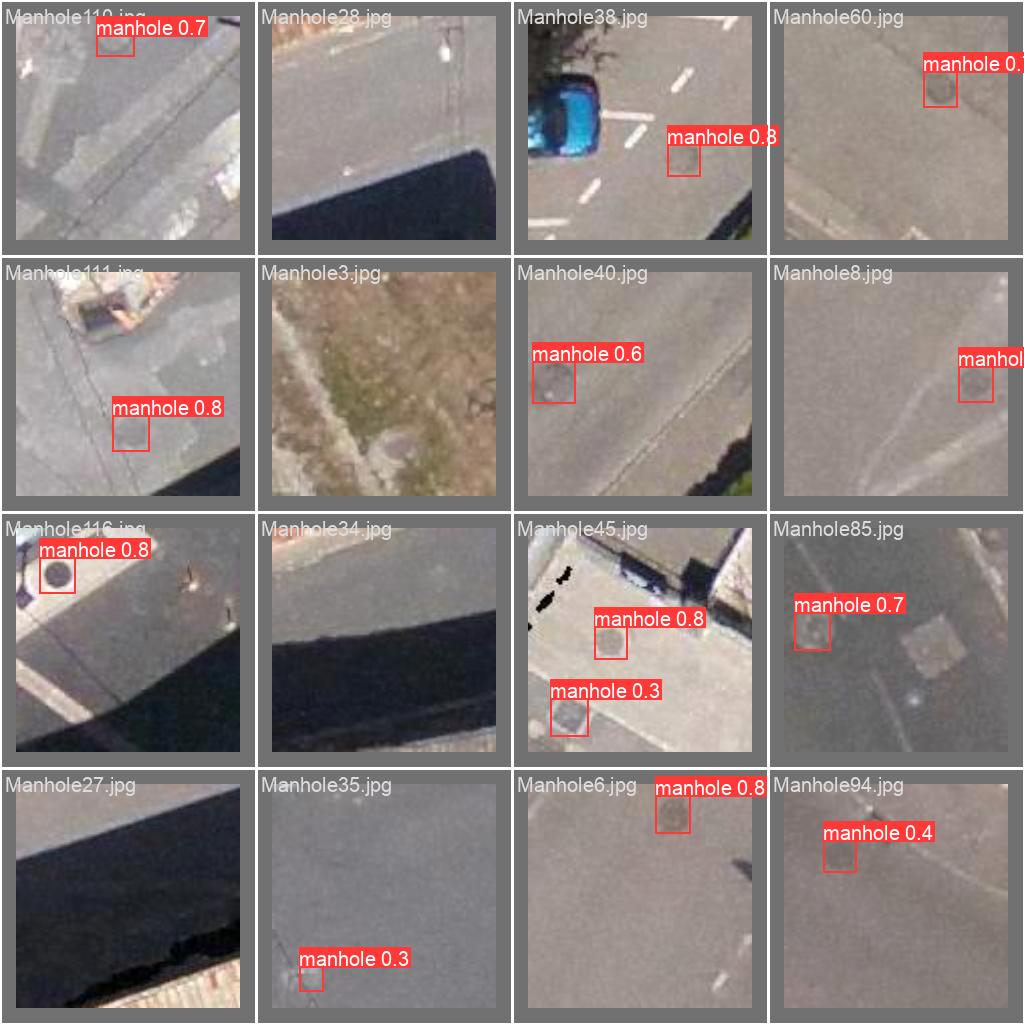 Manhole110.jpg
manhole 0.7
Manhole28.jpg
Manhole38.jpg
manhole 0.8
Manhole60.jpg
manhole 0.
Manhole111.jpg
manhole 0.8
Manhole3.jpg
Manhole40.jpg
manhole 0.6
Manhole8.jpg
manhol
Manhole116.jpg
manhole 0.8
Manhole34.jpg
Manhole45.jpg
manhole 0.8
manhole 0.3
Manhole85.jpg
manhole 0.7
Manhole27.jpg
Manhole35.jpg
manhole 0.3
Manhole6.jpg
manhole 0.8
Manhole94.jpg
manhole 0.4